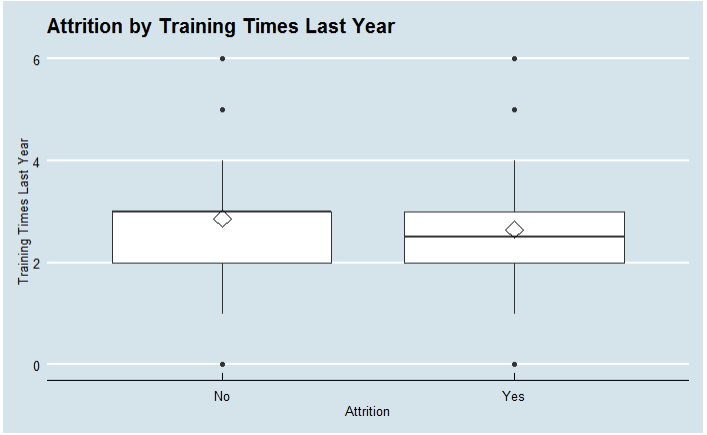 Attrition by Training Times Last Year
6
4
2
0
Training Times Last Year
No
Yes
Attrition